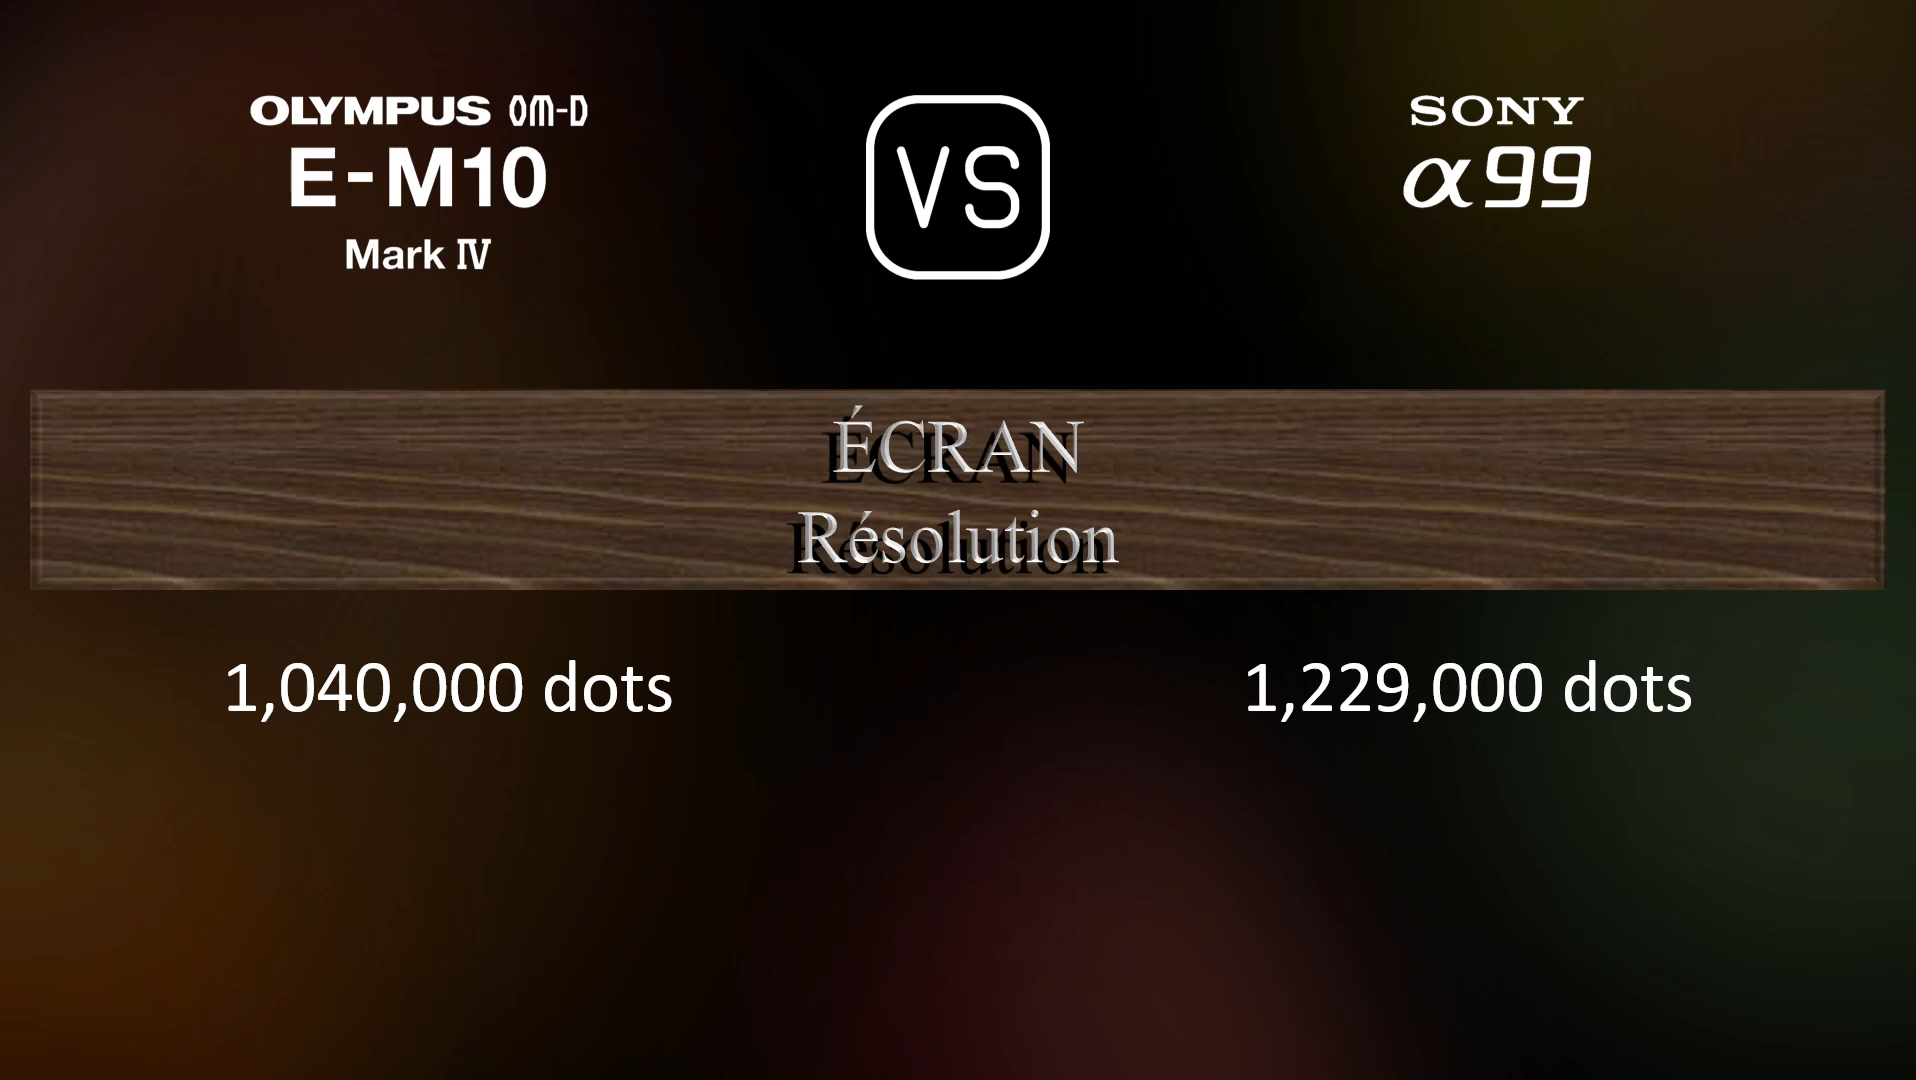 OLYMPUS OM-D
E-M10
Mark IV
VS
SONY
α99
ÉCRAN
Résolution
1,040,000 dots
1,229,000 dots